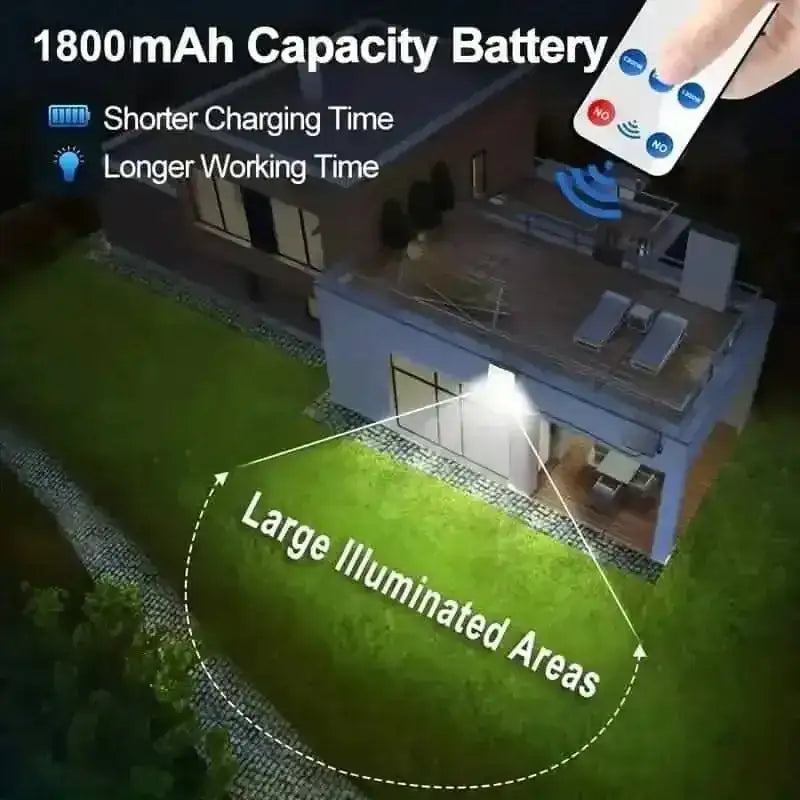 1800mAh Capacity Battery
Shorter Charging Time
Longer Working Time
NO
NO
Large Illuminated Areas